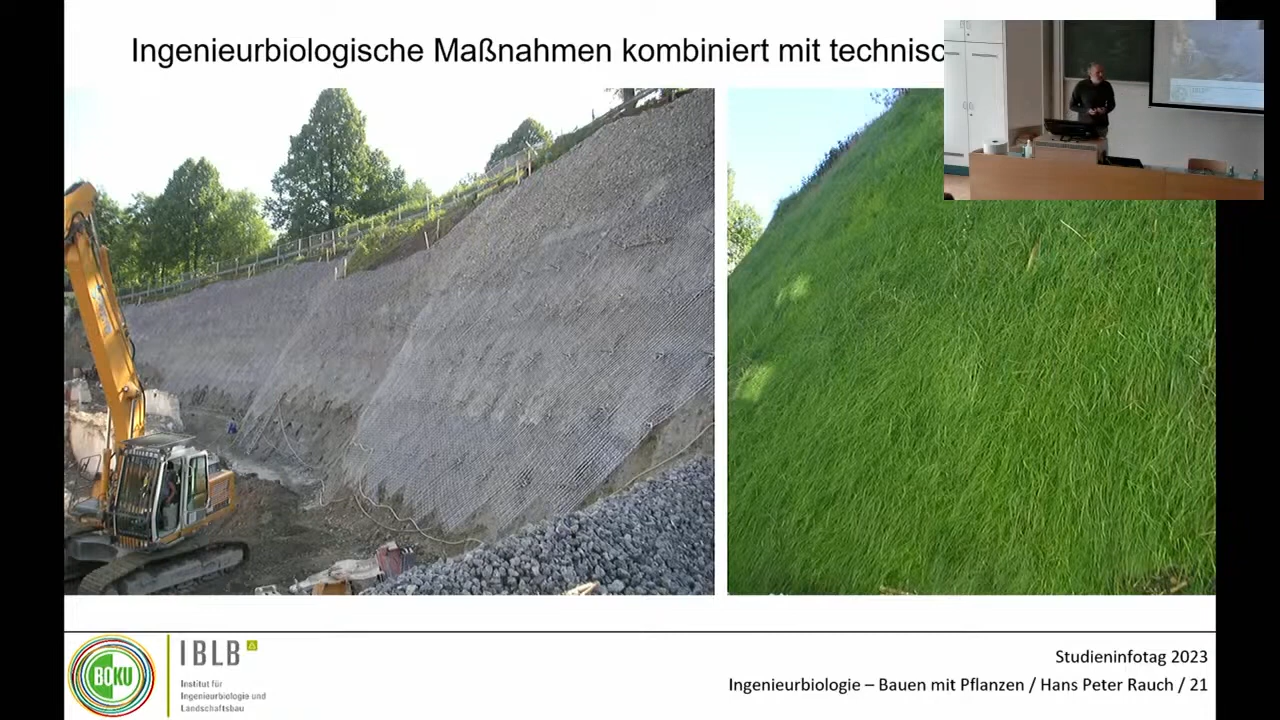 Ingenieurbiologische Maßnahmen kombiniert mit technisc
IBLB
BOKU
Institut für
Ingenieurbiologie und
Landschaftsbau
Studieninfotag 2023
Ingenieurbiologie – Bauen mit Pflanzen / Hans Peter Rauch / 21
IBLB